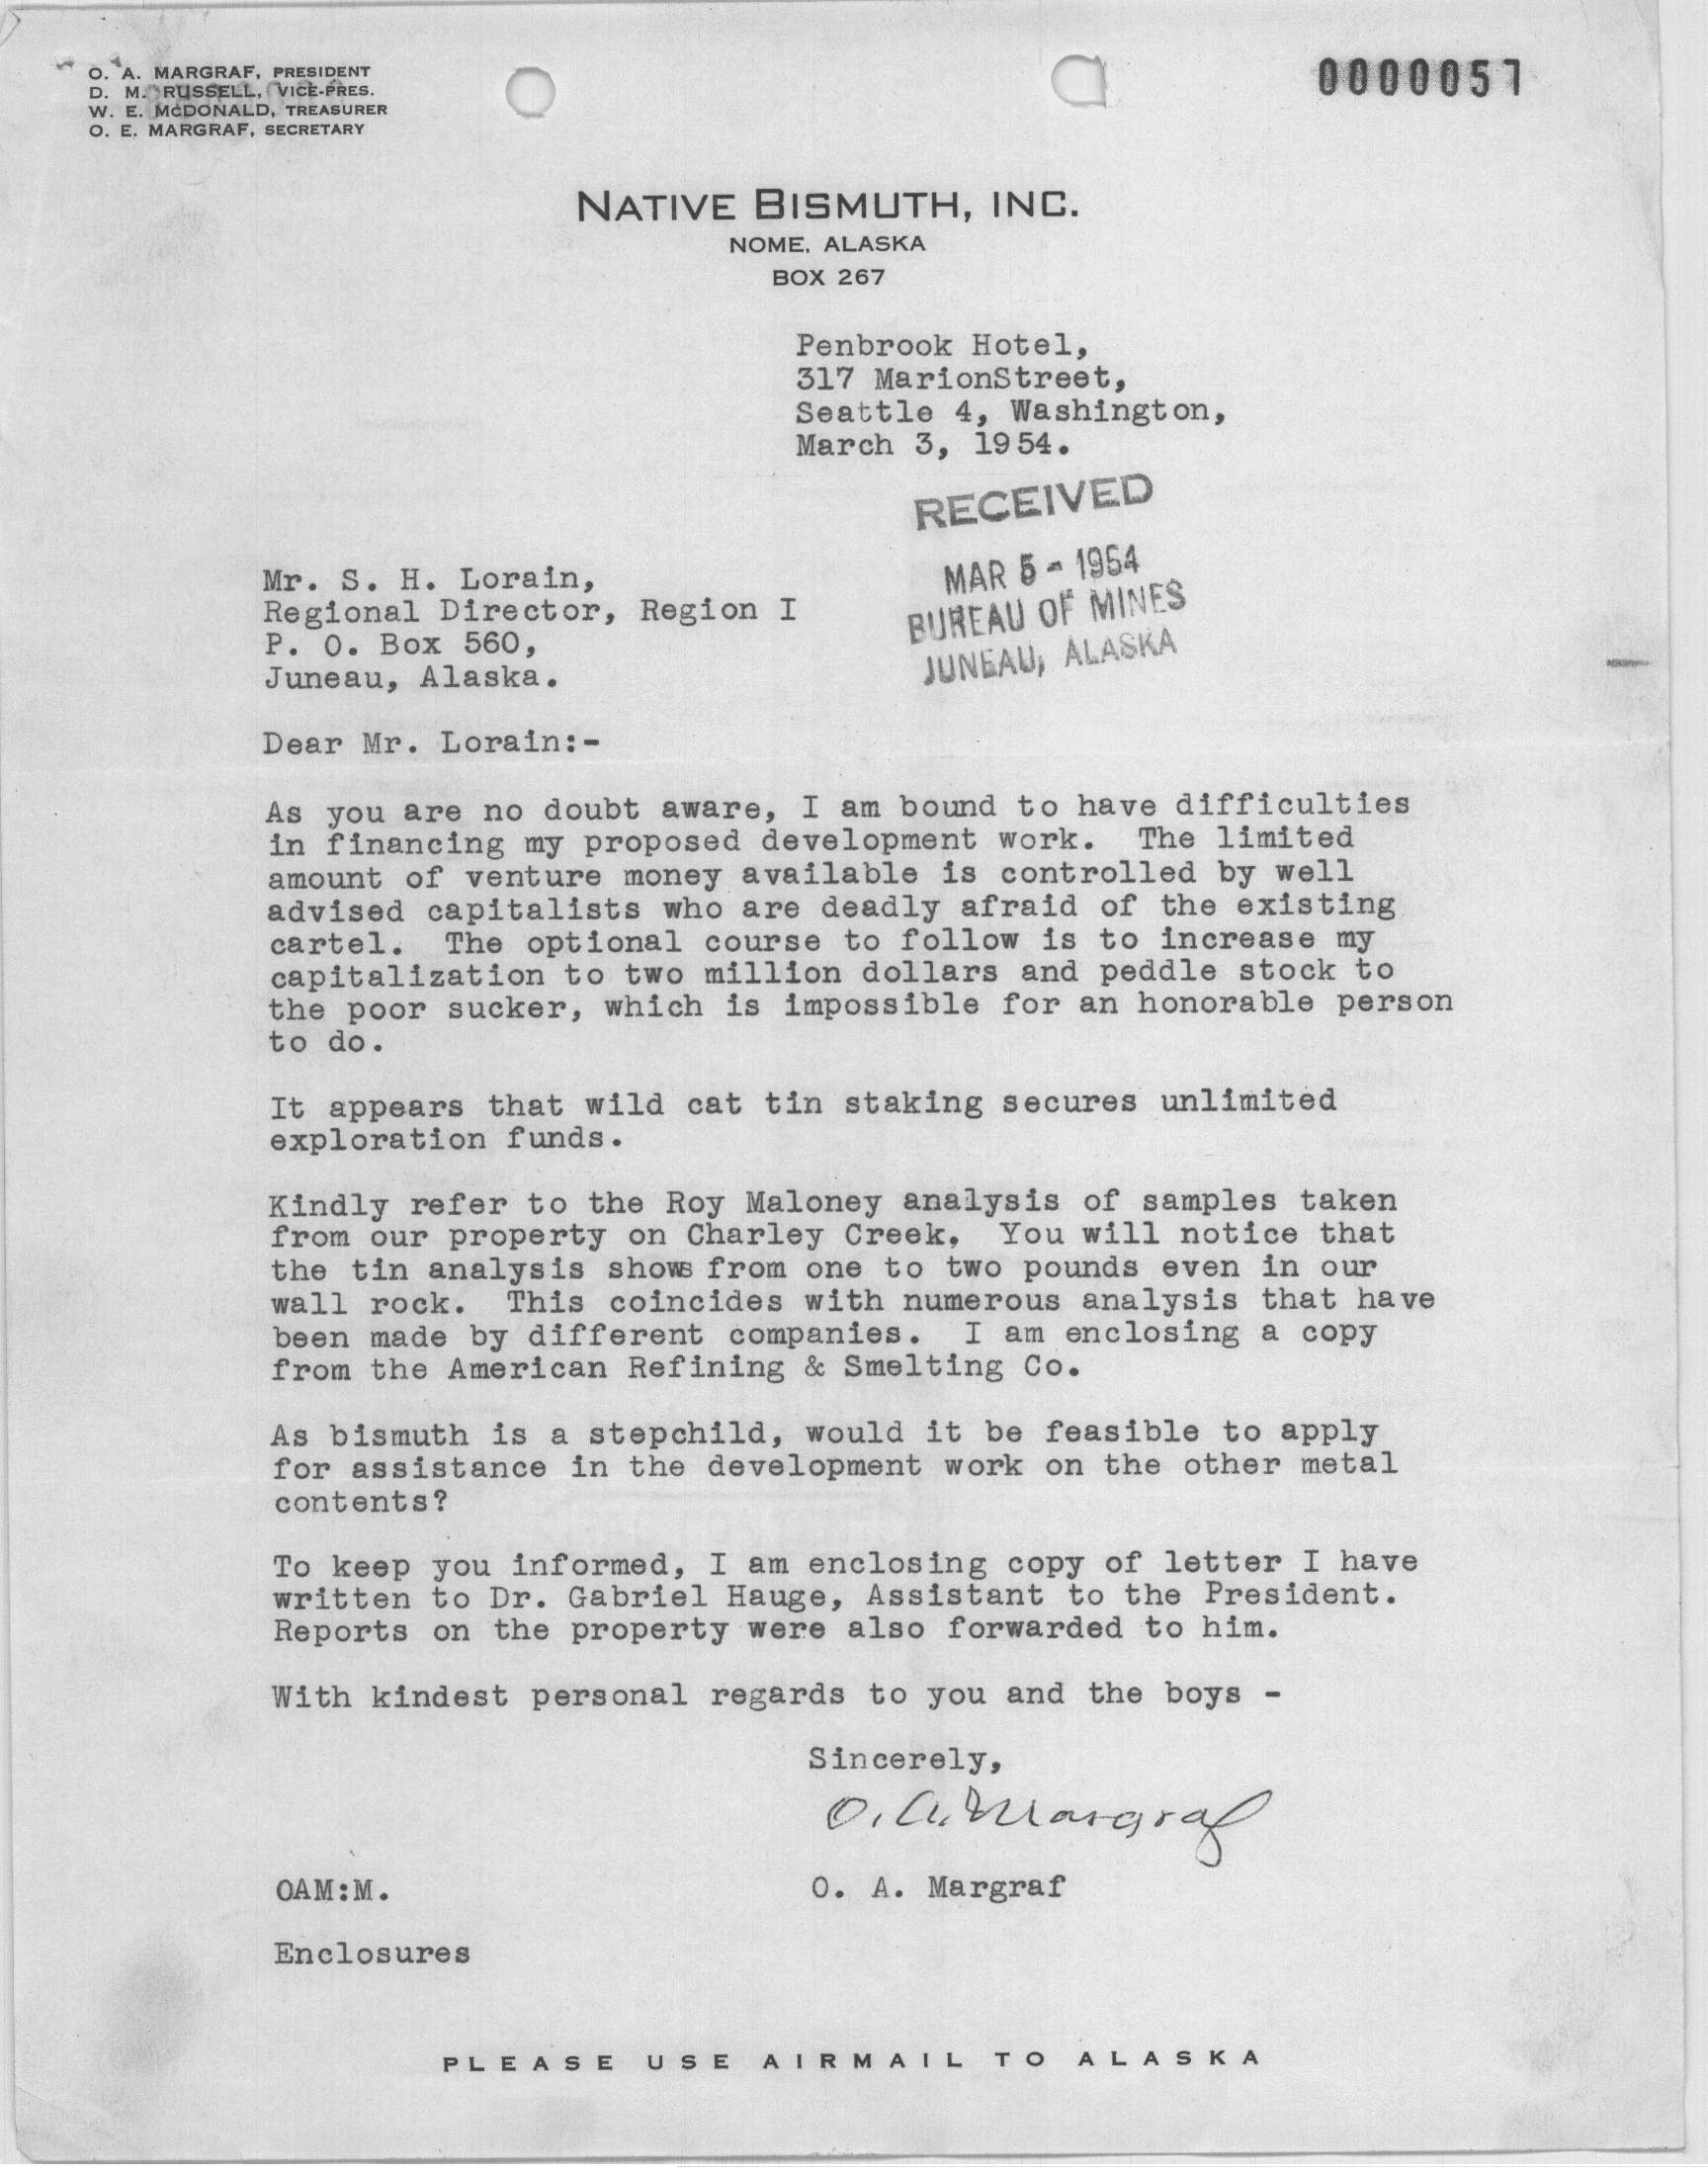 O. A. MARGRAF, PRESIDENT
D. M. RUSSELL, VICE-PRES.
W. E. McDONALD, TREASURER
O. E. MARGRAF, SECRETARY
0000051
NATIVE BISMUTH, INC.
NOME, ALASKA
BOX 267
Penbrook Hotel,
317 MarionStreet,
Seattle 4, Washington,
March 3, 1954.
RECEIVED
MAR 5 - 1954
BUREAU OF MINES
JUNEAU, ALASKA
Mr. S. H. Lorain,
Regional Director, Region I
P. O. Box 560,
Juneau, Alaska.
Dear Mr. Lorain:-
As you are no doubt aware, I am bound to have difficulties
in financing my proposed development work. The limited
amount of venture money available is controlled by well
advised capitalists who are deadly afraid of the existing
cartel. The optional course to follow is to increase my
capitalization to two million dollars and peddle stock to
the poor sucker, which is impossible for an honorable person
to do.
It appears that wild cat tin staking secures unlimited
exploration funds.
Kindly refer to the Roy Maloney analysis of samples taken
from our property on Charley Creek. You will notice that
the tin analysis shows from one to two pounds even in our
wall rock. This coincides with numerous analysis that have
been made by different companies. I am enclosing a copy
from the American Refining & Smelting Co.
As bismuth is a stepchild, would it be feasible to apply
for assistance in the development work on the other metal
contents?
To keep you informed, I am enclosing copy of letter I have
written to Dr. Gabriel Hauge, Assistant to the President.
Reports on the property were also forwarded to him.
With kindest personal regards to you and the boys -
Sincerely,
O. A. Margraf
O. A. Margraf
OAM:M.
Enclosures
PLEASE USE AIRMAIL TO ALASKA